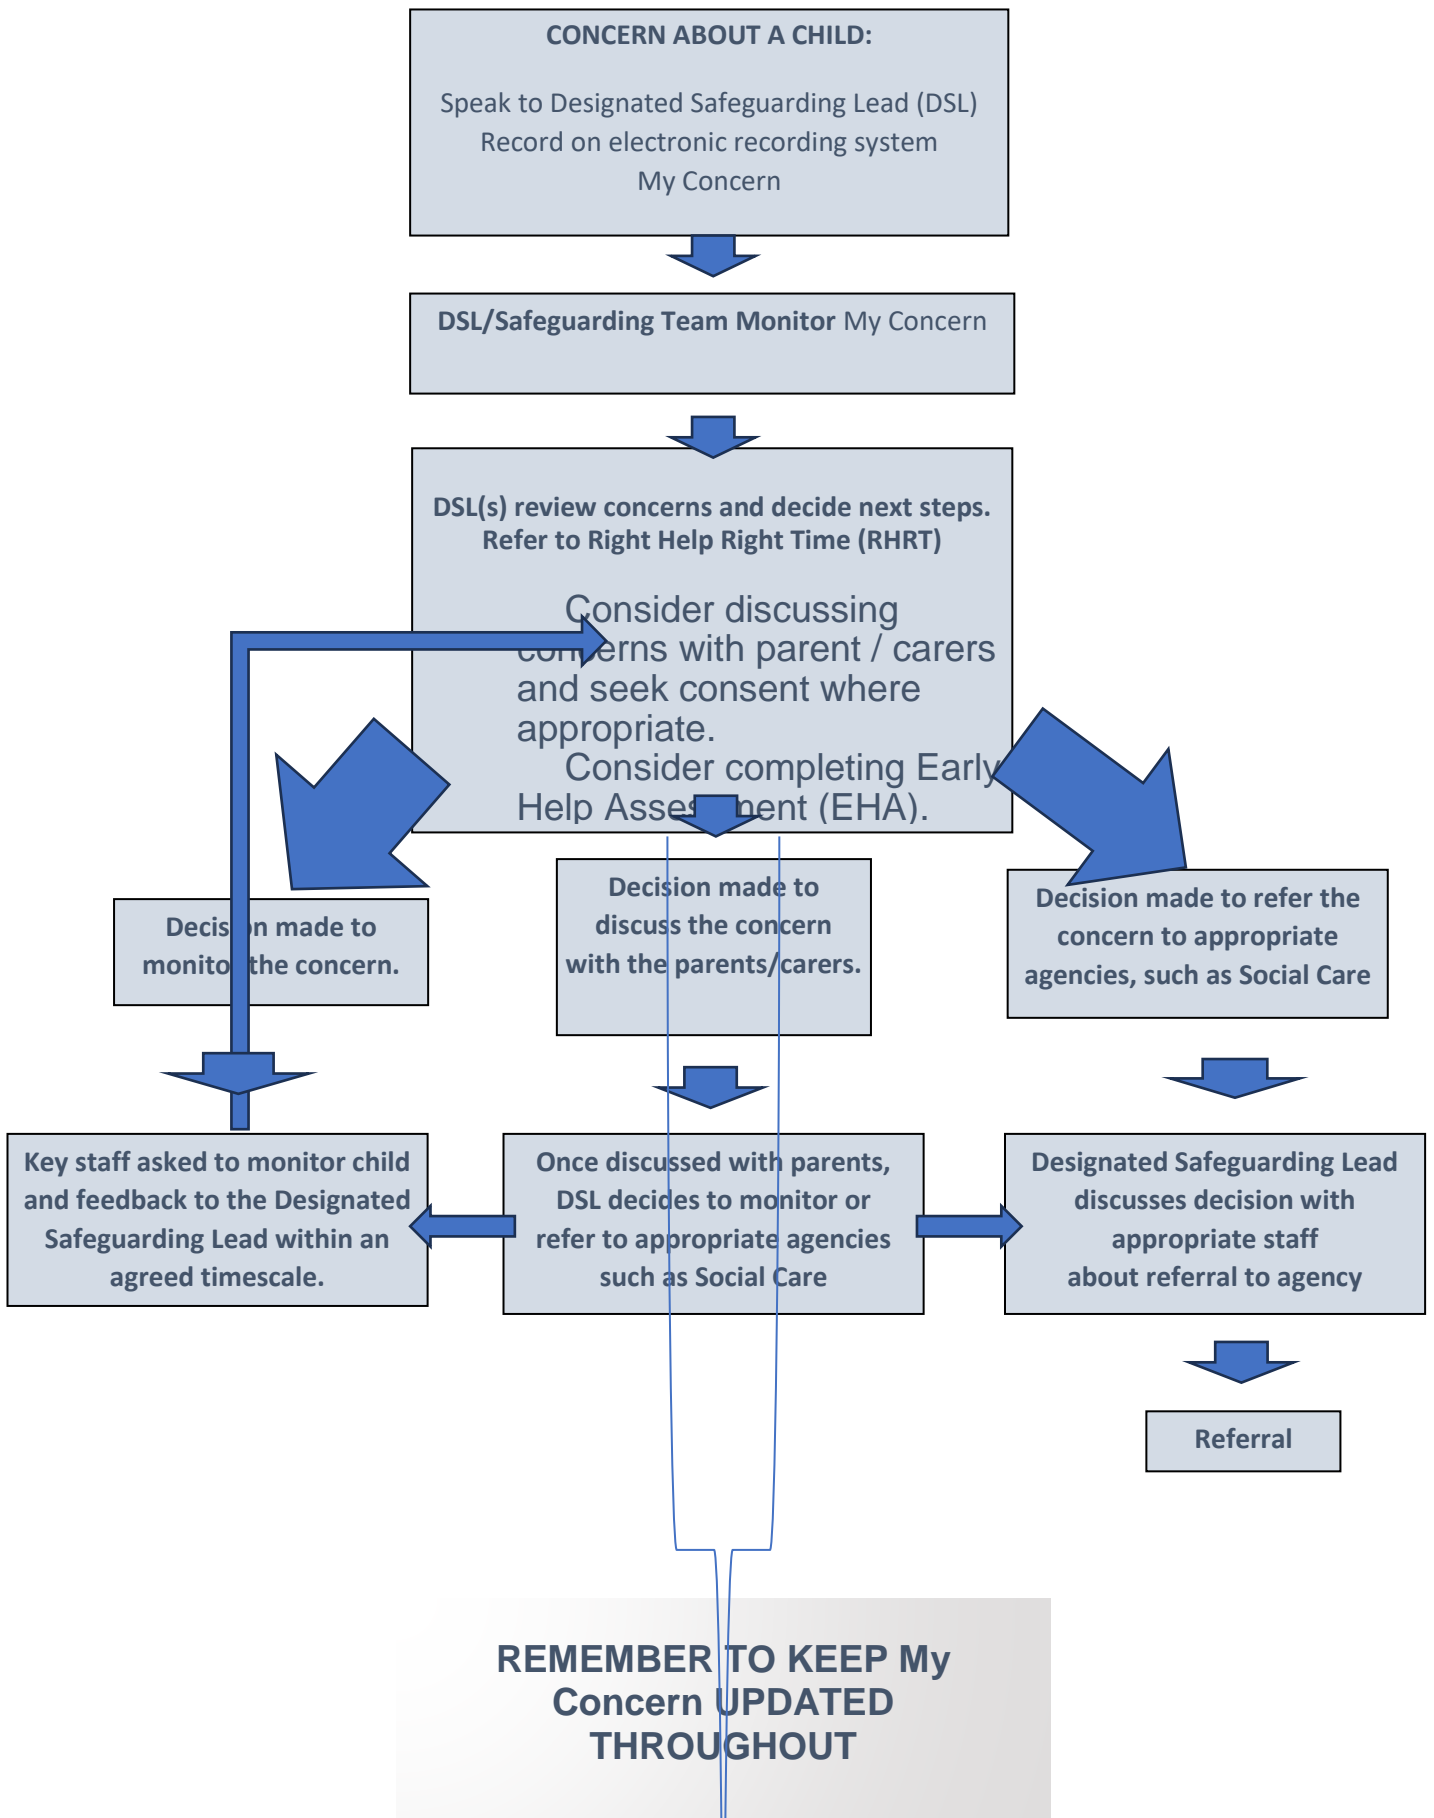 CONCERN ABOUT A CHILD:
Speak to Designated Safeguarding Lead (DSL)
Record on electronic recording system
My Concern
DSL/Safeguarding Team Monitor My Concern
DSL(s) review concerns and decide next steps.
Refer to Right Help Right Time (RHRT)
Consider discussing
concerns with parent / carers
and seek consent where
appropriate.
Consider completing Early
Help Assessment (EHA).
Decision made to
monitor the concern.
Decision made to
discuss the concern
with the parents/carers.
Decision made to refer the
concern to appropriate
agencies, such as Social Care
Key staff asked to monitor child
and feedback to the Designated
Safeguarding Lead within an
agreed timescale.
Once discussed with parents,
DSL decides to monitor or
refer to appropriate agencies
such as Social Care
Designated Safeguarding Lead
discusses decision with
appropriate staff
about referral to agency
Referral
REMEMBER TO KEEP My
Concern UPDATED
THROUGHOUT